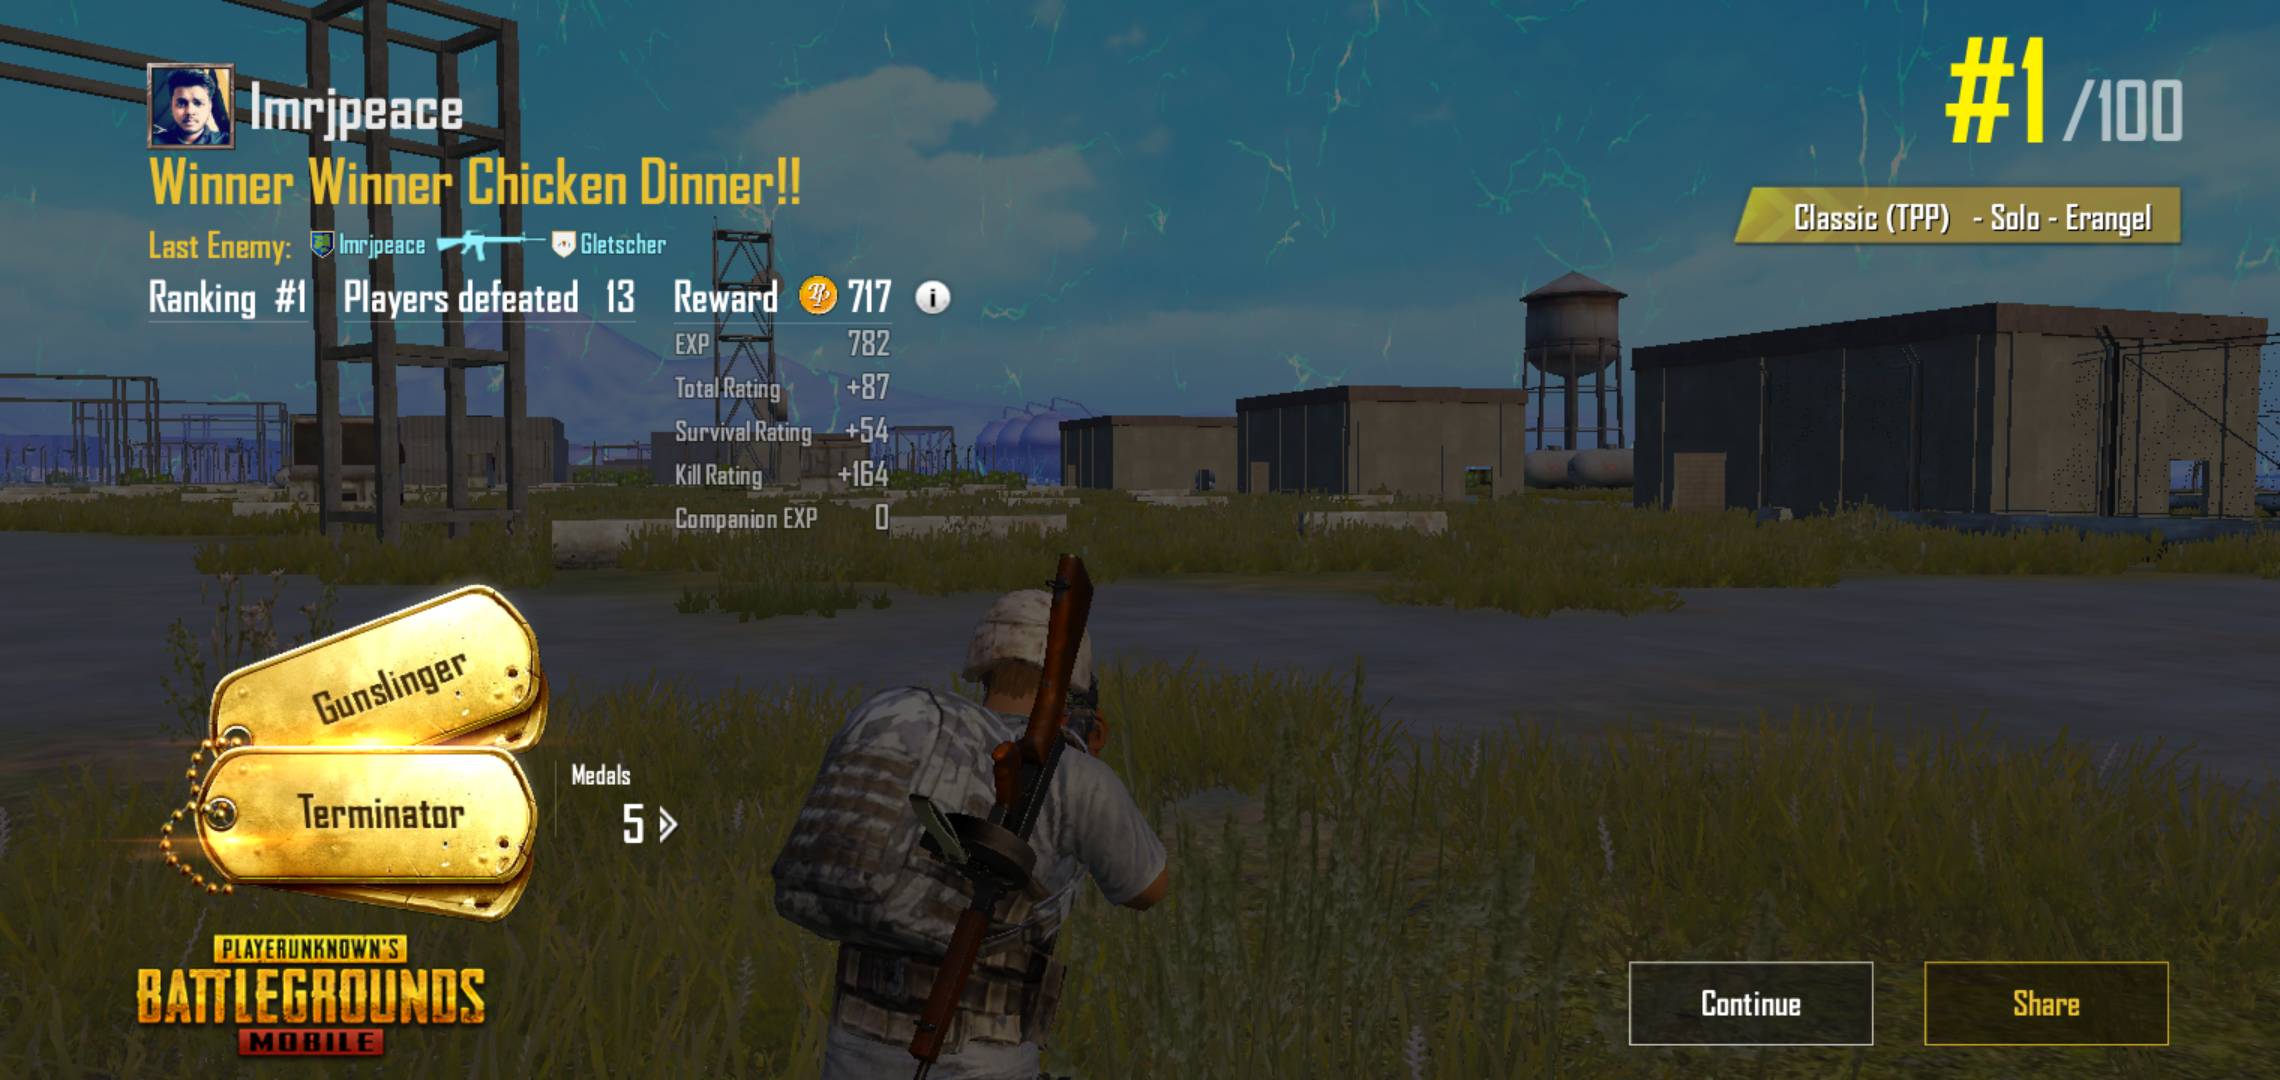 Imrjpeace
#1 /100
Winner Winner Chicken Dinner!!
Classic (TPP) - Solo - Erangel
Last Enemy: Imrjpeace Gletscher
Ranking #1 Players defeated 13 Reward 717 i
EXP 782
Total Rating +87
Survival Rating +54
Kill Rating +164
Companion EXP 0
Gunslinger
Terminator
Medals
5
PLAYERUNKNOWN'S
BATTLEGROUNDS
MOBILE
Continue
Share